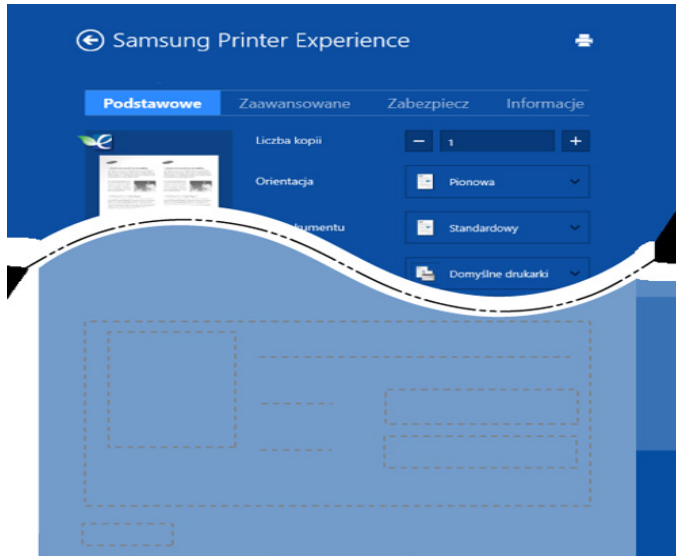 Samsung Printer Experience
Podstawowe Zaawansowane Zabezpiecz Informacje
Liczba kopii 1
Orientacja Pionowa
kumentu Standardowy
Domyślne drukarki